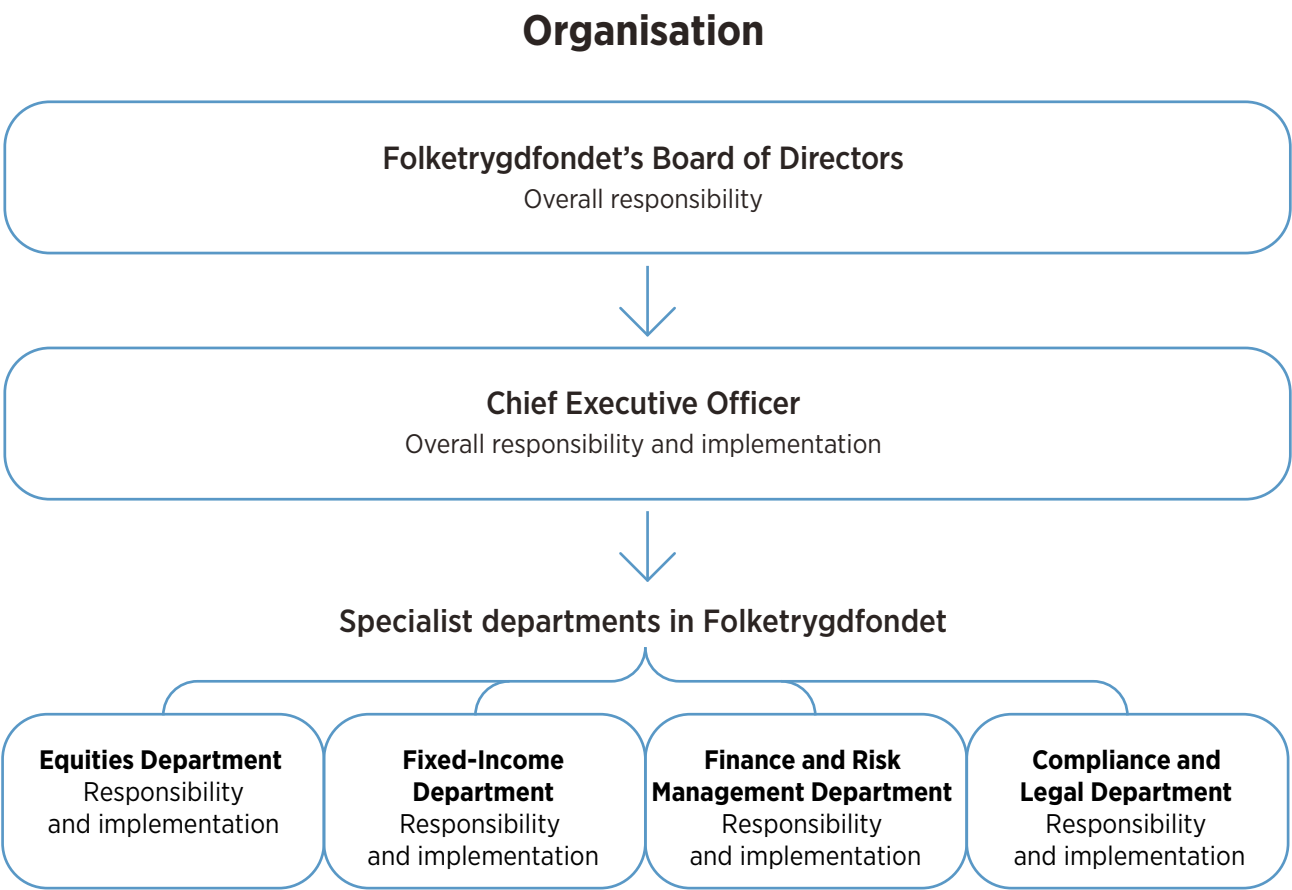 Organisation
Folketrygdfondet’s Board of Directors
Overall responsibility
Chief Executive Officer
Overall responsibility and implementation
Specialist departments in Folketrygdfondet
Equities Department
Responsibility
and implementation
Fixed-Income
Department
Responsibility
and implementation
Finance and Risk
Management Department
Responsibility
and implementation
Compliance and
Legal Department
Responsibility
and implementation